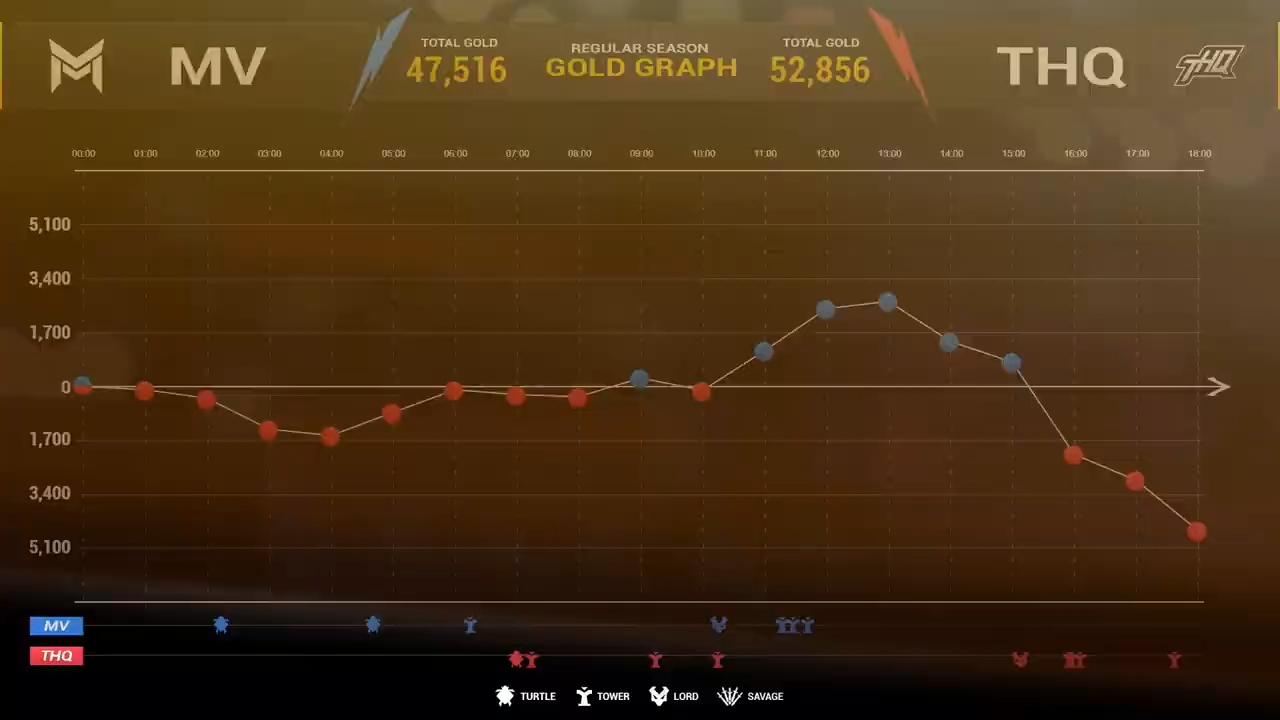 MV
TOTAL GOLD
47,516
REGULAR SEASON
GOLD GRAPH
TOTAL GOLD
52,856
THQ
THQ
00:00 01:00 02:00 03:00 04:00 05:00 06:00 07:00 08:00 09:00 10:00 11:00 12:00 13:00 14:00 15:00 16:00 17:00 18:00
5,100
3,400
1,700
0
1,700
3,400
5,100
MV
THQ
TURTLE TOWER LORD SAVAGE